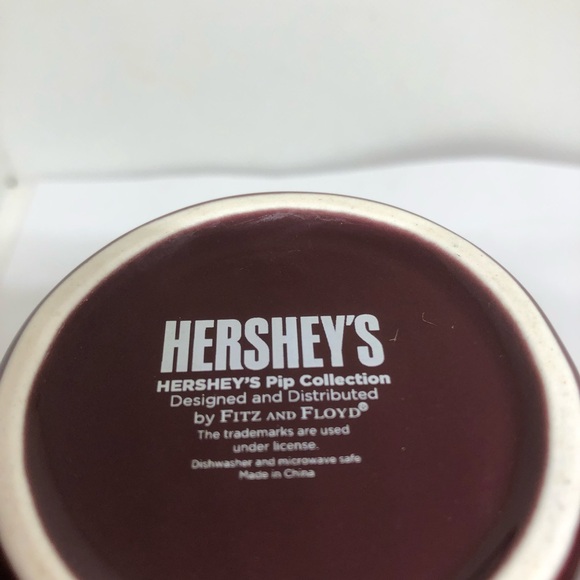 HERSHEY'S
HERSHEY'S Pip Collection
Designed and Distributed
by FITZ AND FLOYD®
The trademarks are used
under license.
Dishwasher and microwave safe
Made in China